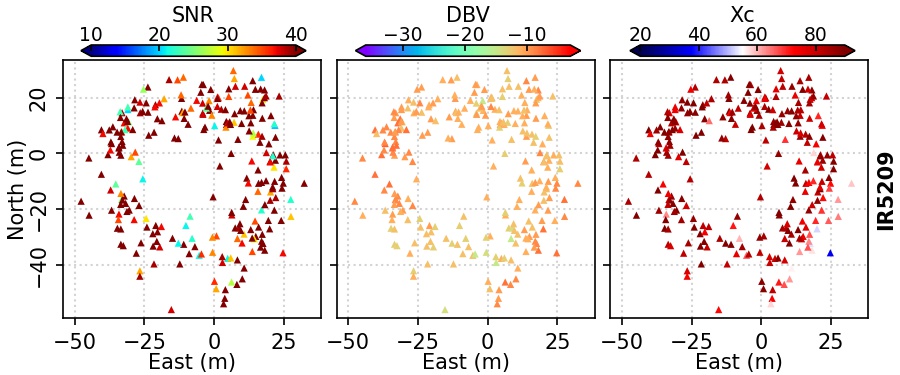 SNR DBV Xc
10 20 30 40 −30 −20 −10 20 40 60 80
20
0
−20
−40
North (m)
IR5209
−50 −25 0 25 −50 −25 0 25 −50 −25 0 25
East (m) East (m) East (m)